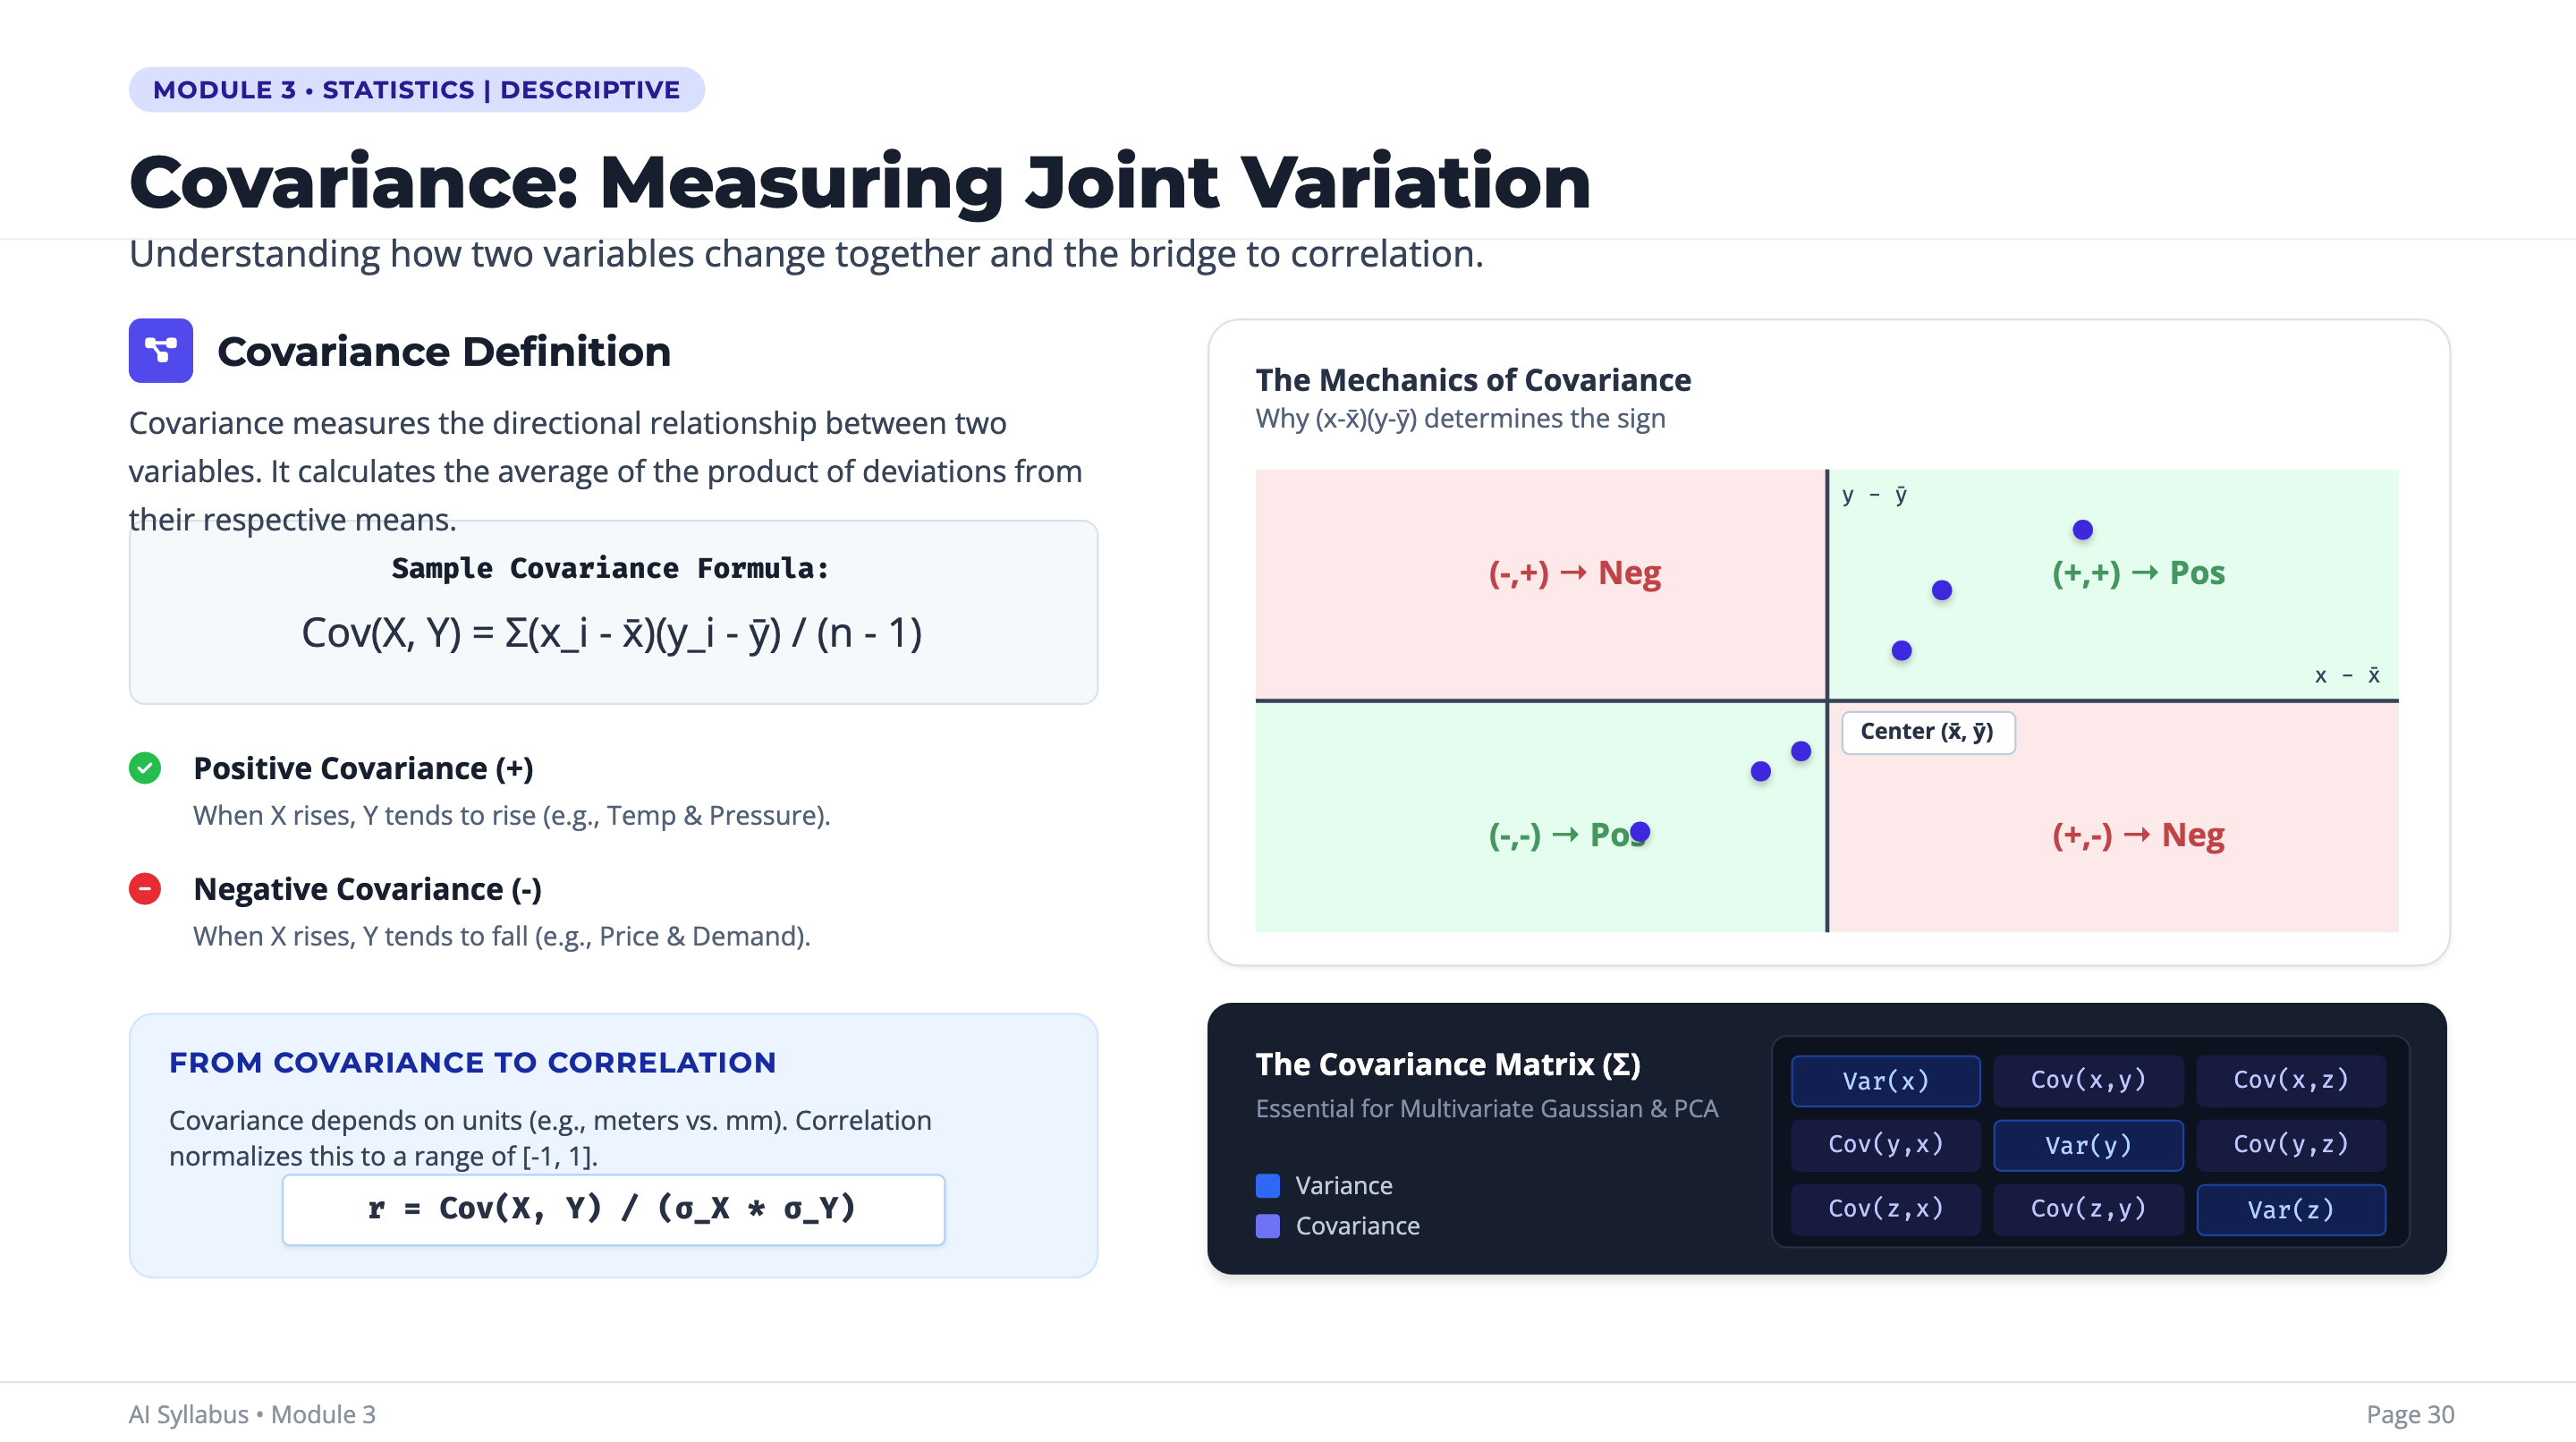 MODULE 3 • STATISTICS | DESCRIPTIVE
Covariance: Measuring Joint Variation
Understanding how two variables change together and the bridge to correlation.
Covariance Definition
Covariance measures the directional relationship between two
variables. It calculates the average of the product of deviations from
their respective means.
Sample Covariance Formula:
Cov(X, Y) = Σ(x_i - x̄)(y_i - ȳ) / (n - 1)
Positive Covariance (+)
When X rises, Y tends to rise (e.g., Temp & Pressure).
Negative Covariance (-)
When X rises, Y tends to fall (e.g., Price & Demand).
FROM COVARIANCE TO CORRELATION
Covariance depends on units (e.g., meters vs. mm). Correlation
normalizes this to a range of [-1, 1].
r = Cov(X, Y) / (σ_X * σ_Y)
The Mechanics of Covariance
Why (x-x̄)(y-ȳ) determines the sign
y - ȳ
(-,+) → Neg
(+,+) → Pos
x - x̄
Center (x̄, ȳ)
(-,-) → Pos
(+,-) → Neg
The Covariance Matrix (Σ)
Essential for Multivariate Gaussian & PCA
Variance
Covariance
Var(x) Cov(x,y) Cov(x,z)
Cov(y,x) Var(y) Cov(y,z)
Cov(z,x) Cov(z,y) Var(z)
AI Syllabus • Module 3
Page 30